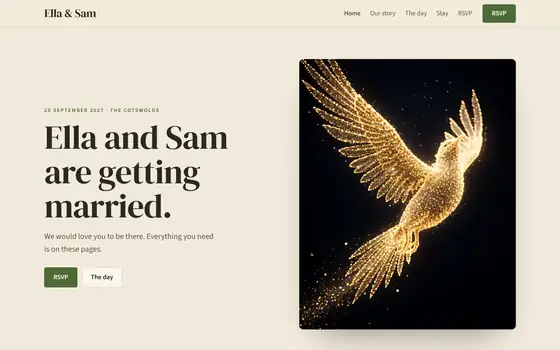 Ella & Sam
Home Our story The day Stay RSVP RSVP
20 SEPTEMBER 2027 · THE COTSWOLDS
Ella and Sam
are getting
married.
We would love you to be there. Everything you need
is on these pages.
RSVP The day